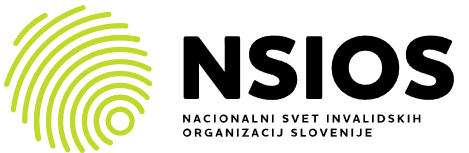 NSIOS
NACIONALNI SVET INVALIDSKIH
ORGANIZACIJ SLOVENIJE